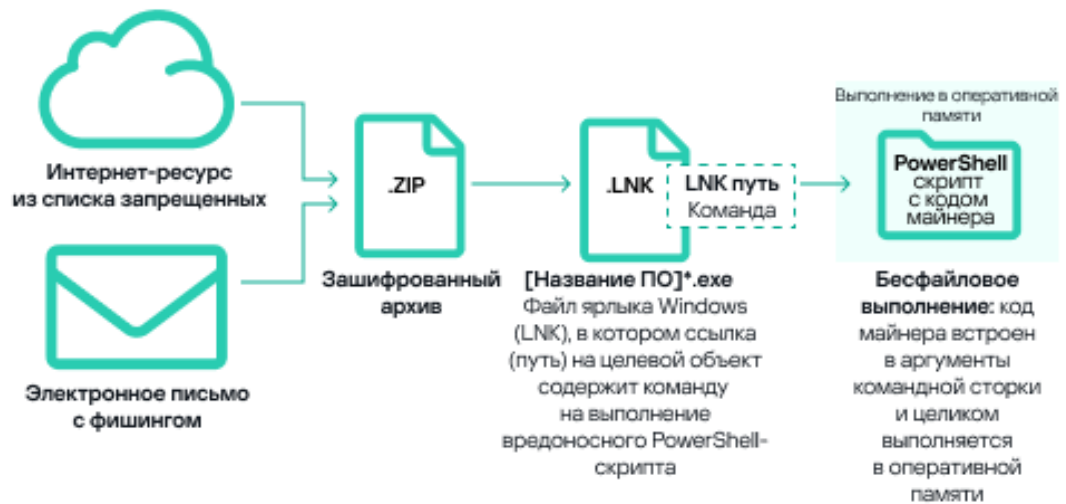 Интернет-ресурс
из списка запрещенных
Электронное письмо
с фишингом
.ZIP
Зашифрованный
архив
.LNK
LNK путь
Команда
[Название ПО]*.exe
Файл ярлыка Windows
(LNK), в котором ссылка
(путь) на целевой объект
содержит команду
на выполнение
вредоносного PowerShell-
скрипта
Выполнение в оперативной
памяти
PowerShell
скрипт
с кодом
майнера
Бесфайловое
выполнение: код
майнера встроен
в аргументы
командной сторки
и целиком
выполняется
в оперативной
памяти